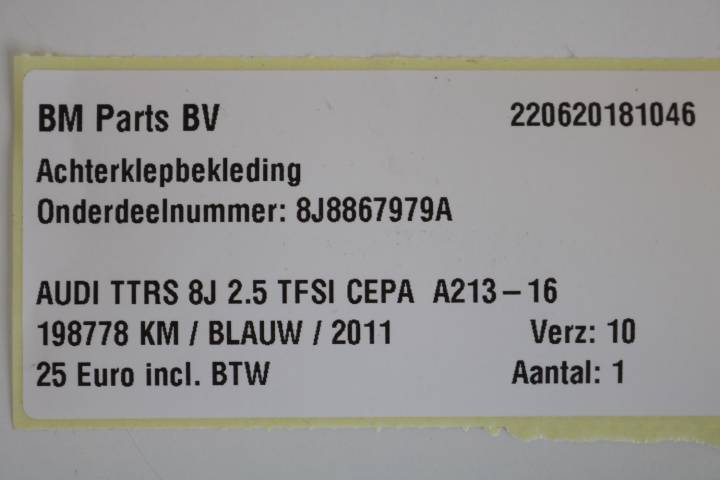 BM Parts BV 220620181046
Achterklepbekleding
Onderdeelnummer: 8J8867979A
AUDI TTRS 8J 2.5 TFSI CEPA A213-16
198778 KM / BLAUW / 2011 Verz: 10
25 Euro incl. BTW Aantal: 1